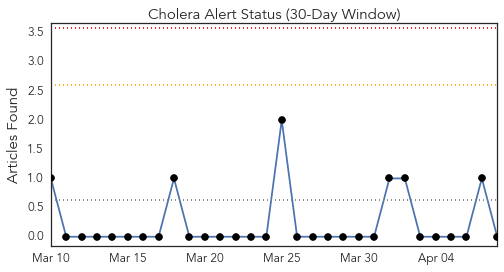 Cholera Alert Status (30-Day Window)
Articles Found
3.5
3.0
2.5
2.0
1.5
1.0
0.5
0.0
Mar 10 Mar 15 Mar 20 Mar 25 Mar 30 Apr 04